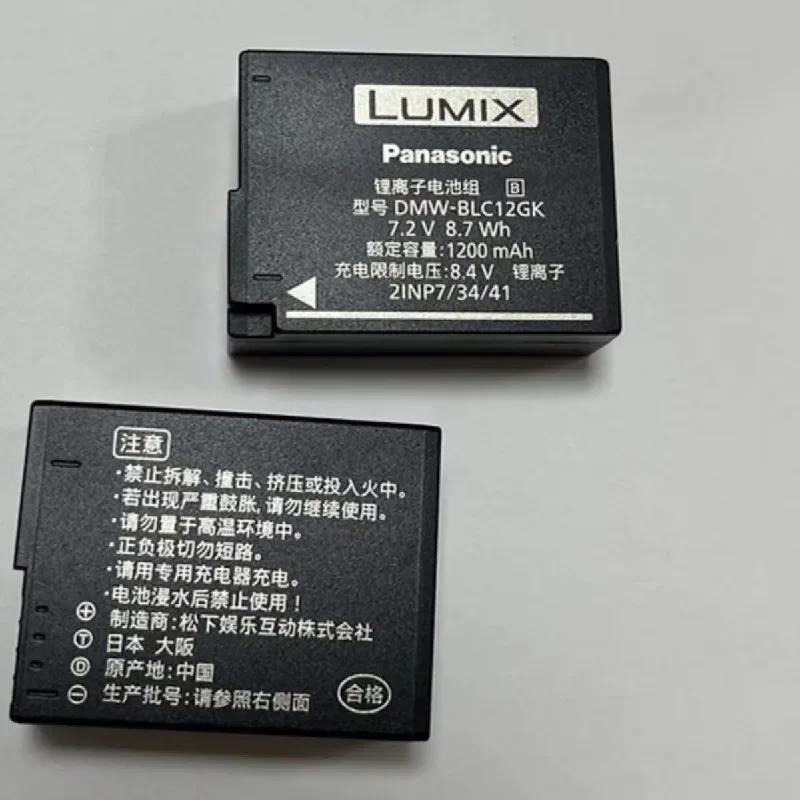 LUMIX
Panasonic
锂离子电池组 B
型号 DMW-BLC12GK
7.2 V 8.7 Wh
额定容量:1200 mAh
充电限制电压:8.4 V 锂离子
2INP7/34/41
注意
·禁止拆解、撞击、挤压或投入火中。
·若出现严重鼓胀,请勿继续使用。
·请勿置于高温环境中。
·正负极切勿短路。
·请用专用充电器充电。
·电池浸水后禁止使用！
制造商:松下娱乐互动株式会社
T 日本 大阪
D 原产地:中国
生产批号:请参照右侧面
合格